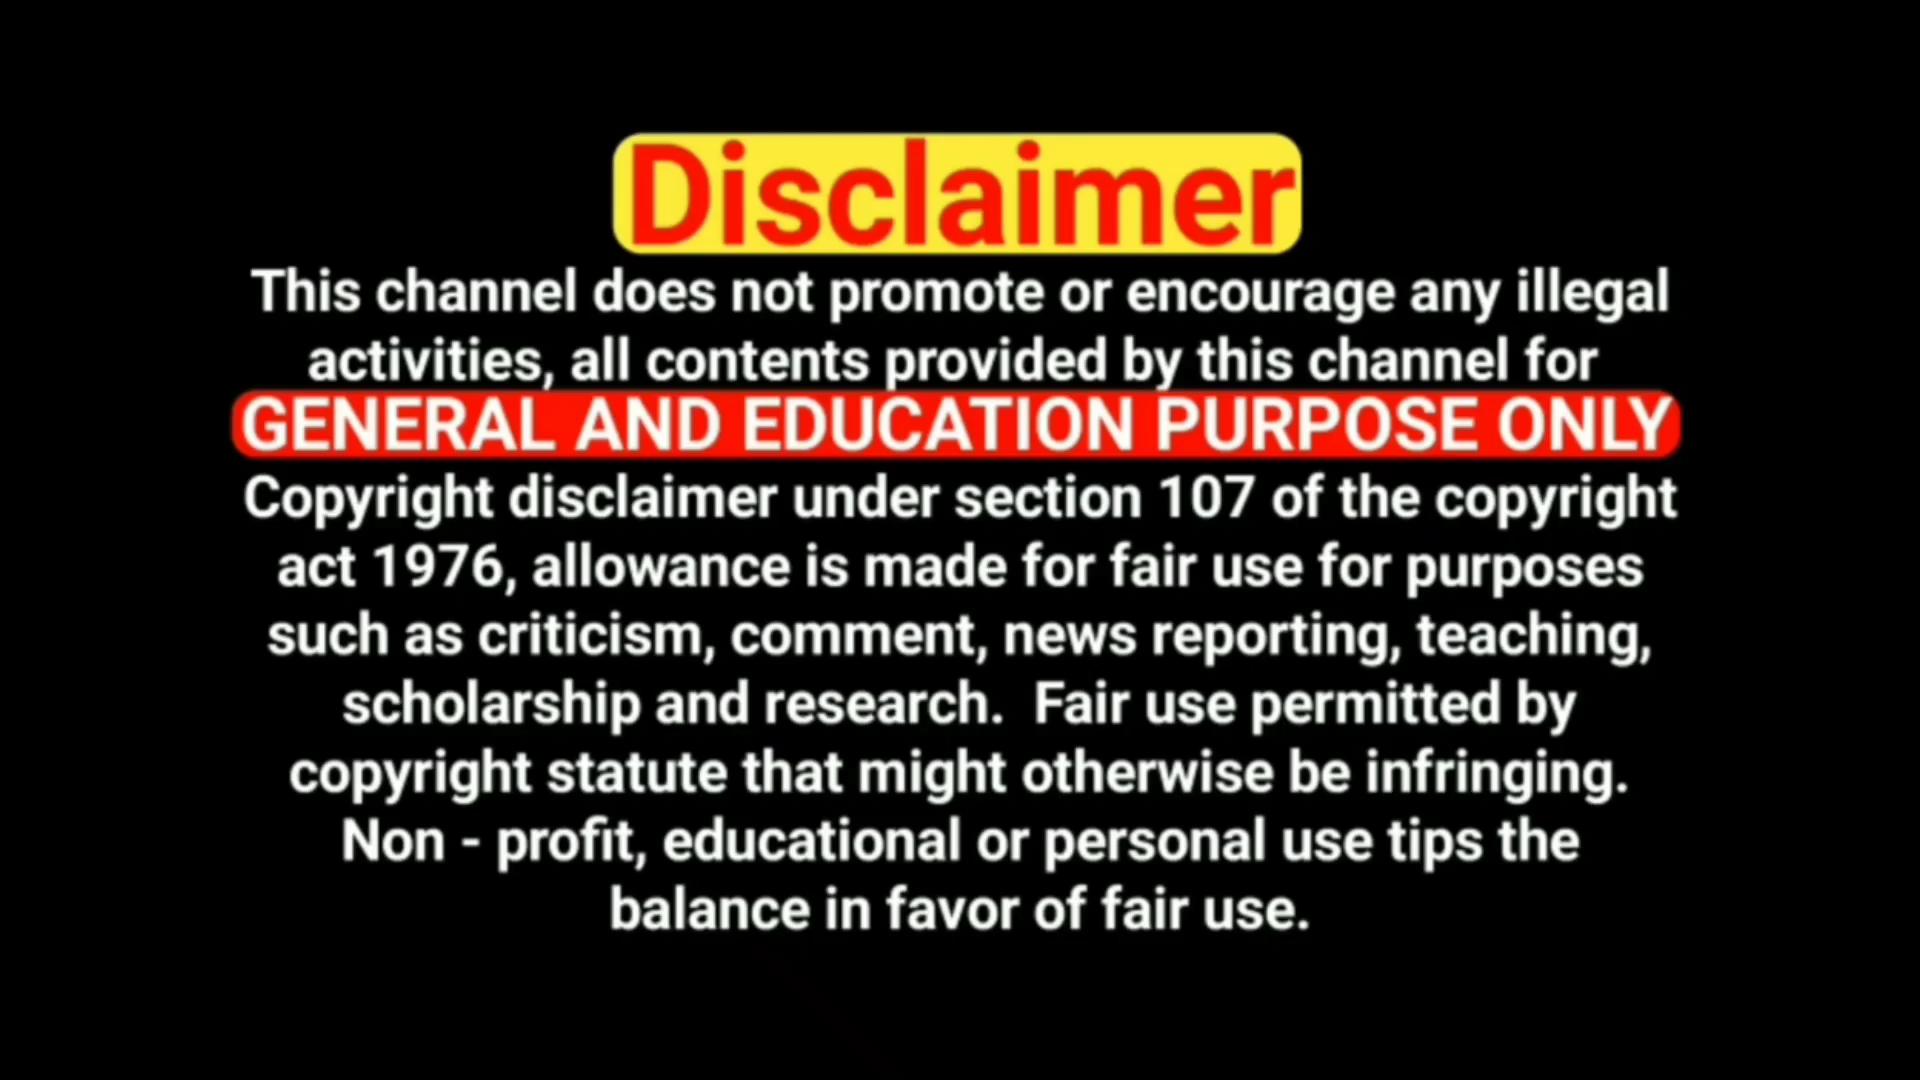 Disclaimer
This channel does not promote or encourage any illegal
activities, all contents provided by this channel for
GENERAL AND EDUCATION PURPOSE ONLY
Copyright disclaimer under section 107 of the copyright
act 1976, allowance is made for fair use for purposes
such as criticism, comment, news reporting, teaching,
scholarship and research. Fair use permitted by
copyright statute that might otherwise be infringing.
Non - profit, educational or personal use tips the
balance in favor of fair use.